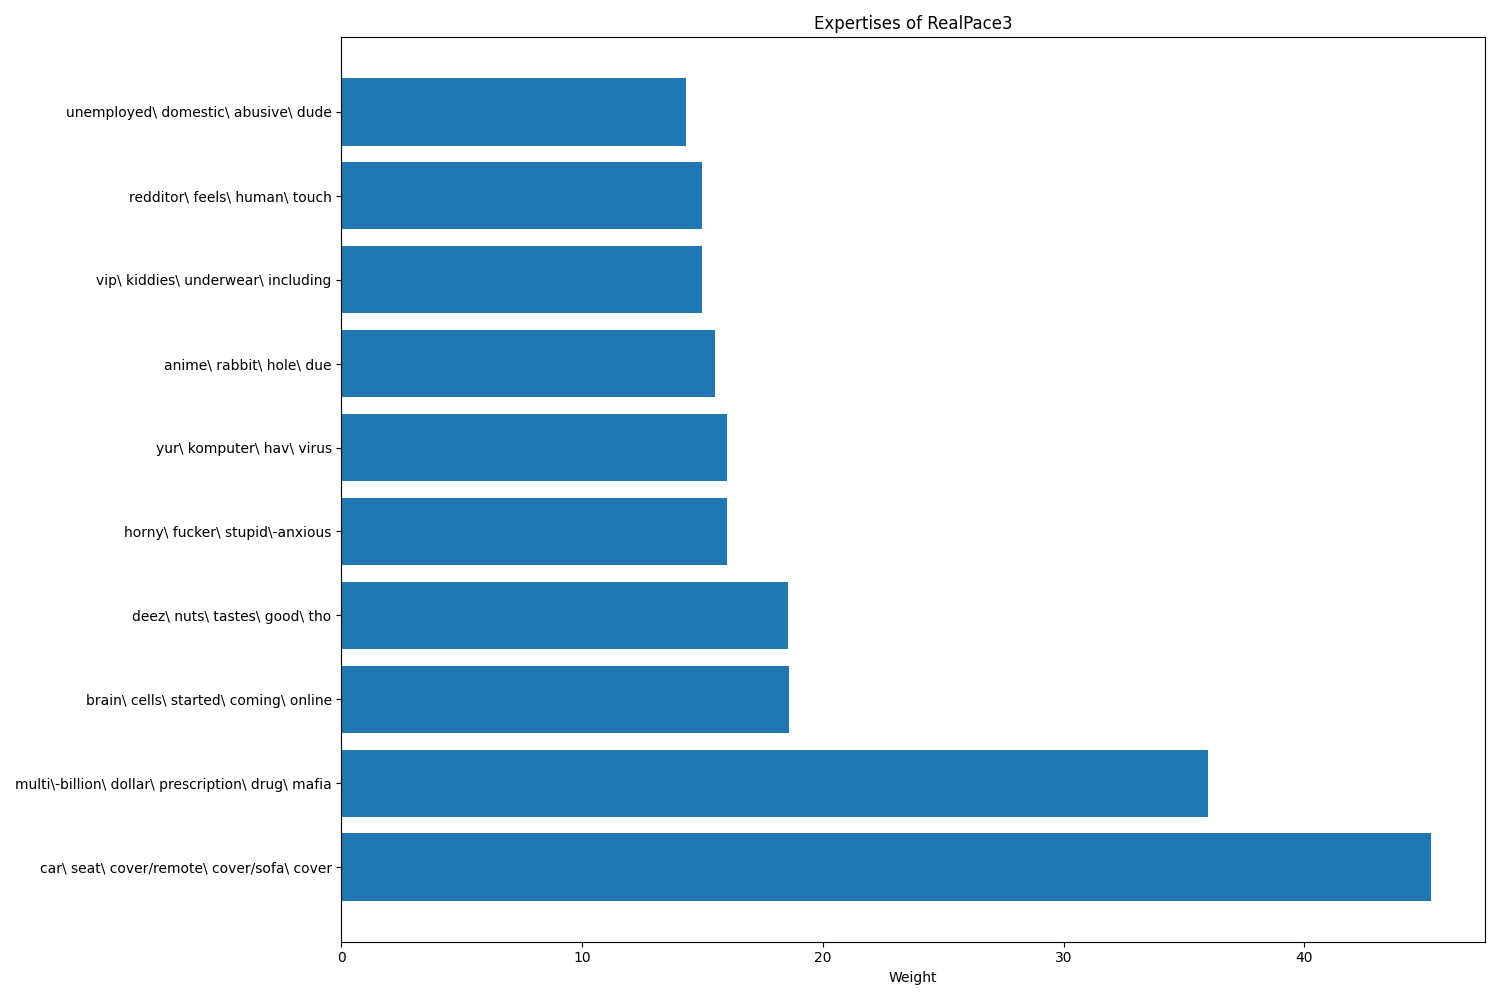 Expertises of RealPace3
unemployed\ domestic\ abusive\ dude
redditor\ feels\ human\ touch
vip\ kiddies\ underwear\ including
anime\ rabbit\ hole\ due
yur\ komputer\ hav\ virus
horny\ fucker\ stupid\-anxious
deez\ nuts\ tastes\ good\ tho
brain\ cells\ started\ coming\ online
multi\-billion\ dollar\ prescription\ drug\ mafia
car\ seat\ cover/remote\ cover/sofa\ cover
0 10 20 30 40
Weight